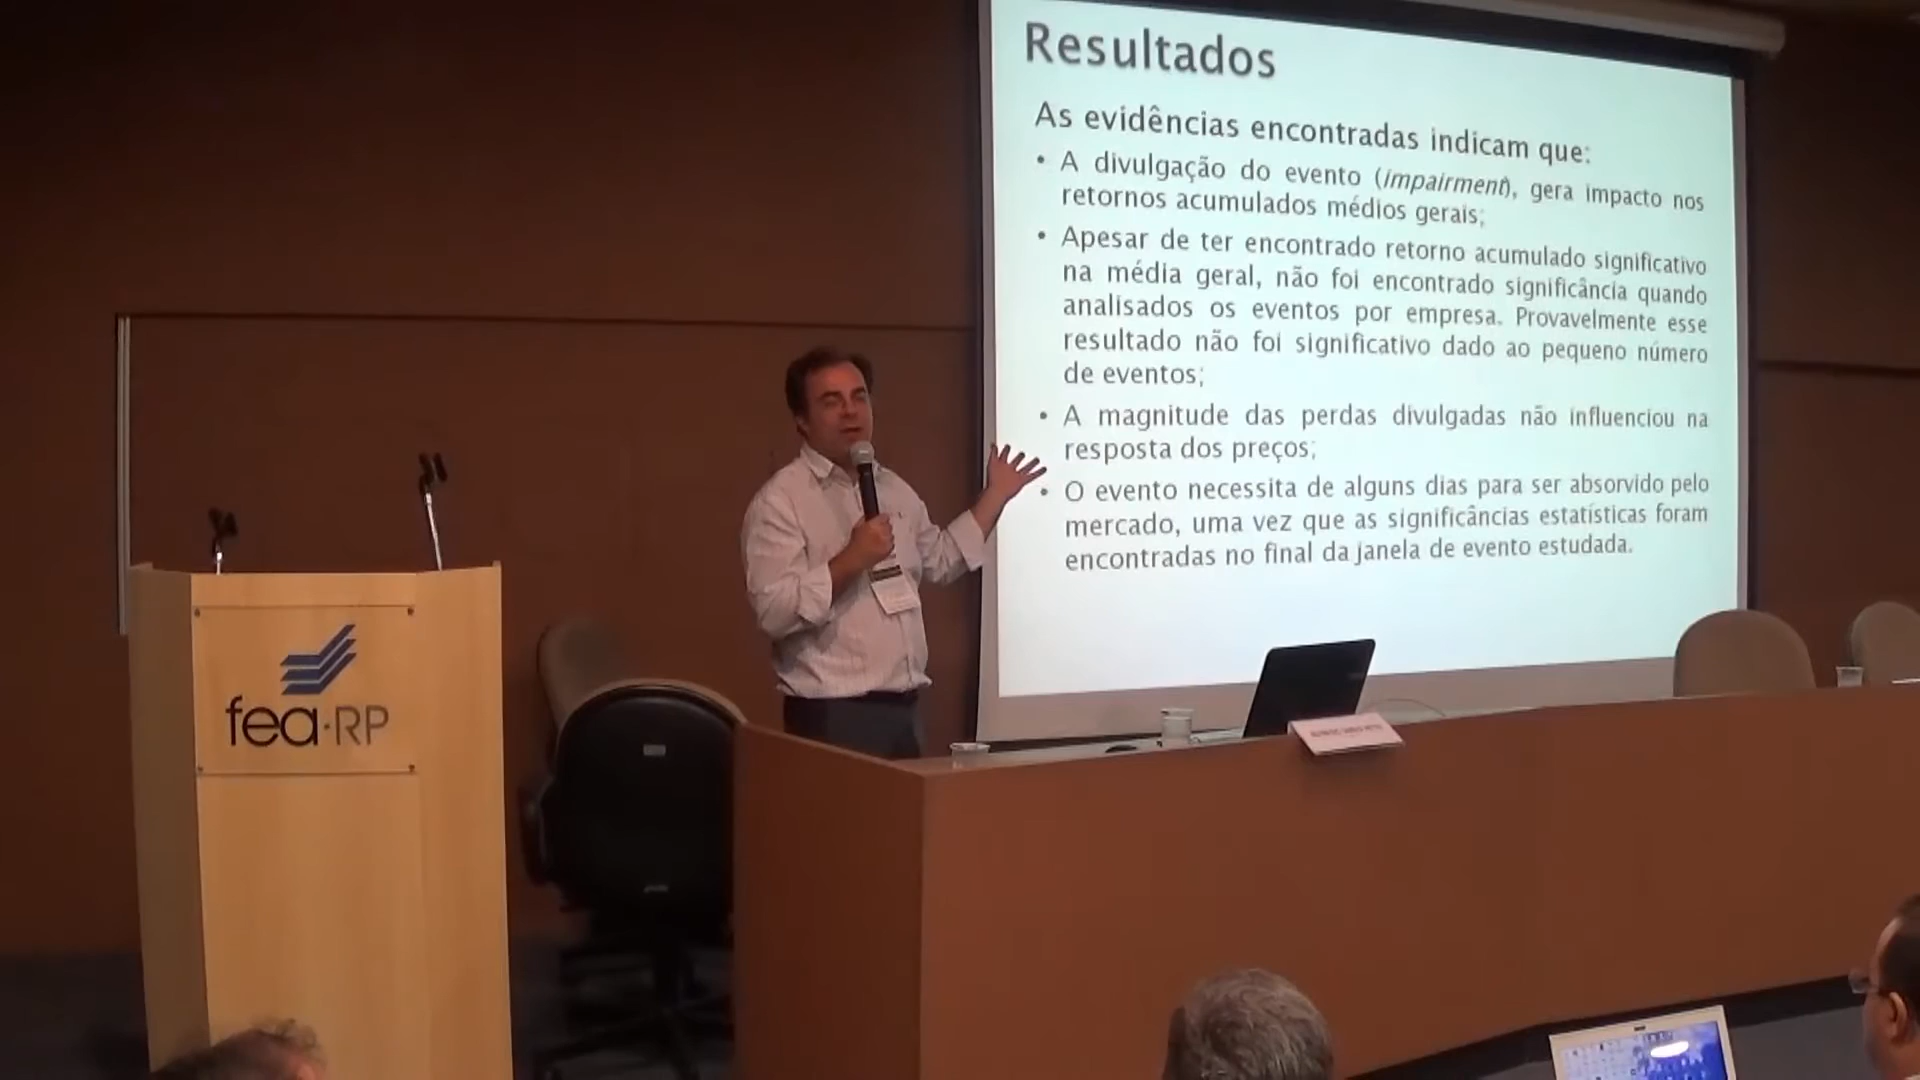 Resultados
As evidências encontradas indicam que:
• A divulgação do evento (impairment), gera impacto nos
retornos acumulados médios gerais;
• Apesar de ter encontrado retorno acumulado significativo
na média geral, não foi encontrado significância quando
analisados os eventos por empresa. Provavelmente esse
resultado não foi significativo dado ao pequeno número
de eventos;
• A magnitude das perdas divulgadas não influenciou na
resposta dos preços;
• O evento necessita de alguns dias para ser absorvido pelo
mercado, uma vez que as significâncias estatísticas foram
encontradas no final da janela de evento estudada.
fea-RP